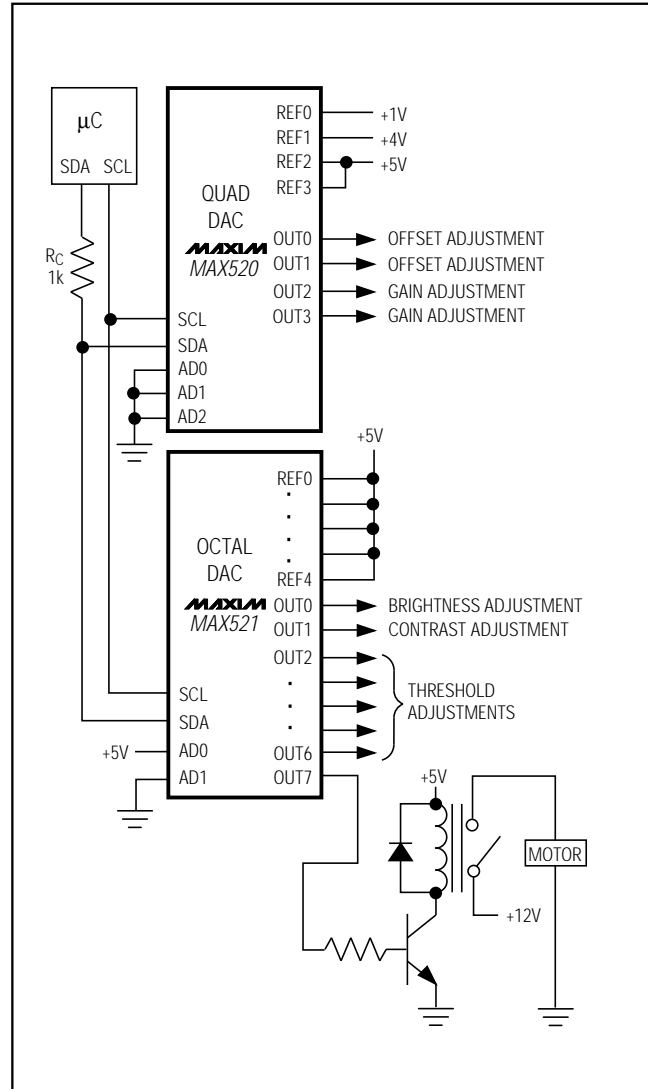 μC
SDA SCL
RC
1k
QUAD
DAC
MAXIM
MAX520
REF0
REF1
REF2
REF3
+1V
+4V
+5V
OUT0
OUT1
OUT2
OUT3
OFFSET ADJUSTMENT
OFFSET ADJUSTMENT
GAIN ADJUSTMENT
GAIN ADJUSTMENT
SCL
SDA
AD0
AD1
AD2
+5V
OCTAL
DAC
MAXIM
MAX521
REF0
REF4
OUT0
OUT1
OUT2
OUT6
OUT7
BRIGHTNESS ADJUSTMENT
CONTRAST ADJUSTMENT
THRESHOLD
ADJUSTMENTS
SCL
SDA
+5V
AD0
AD1
+5V
MOTOR
+12V